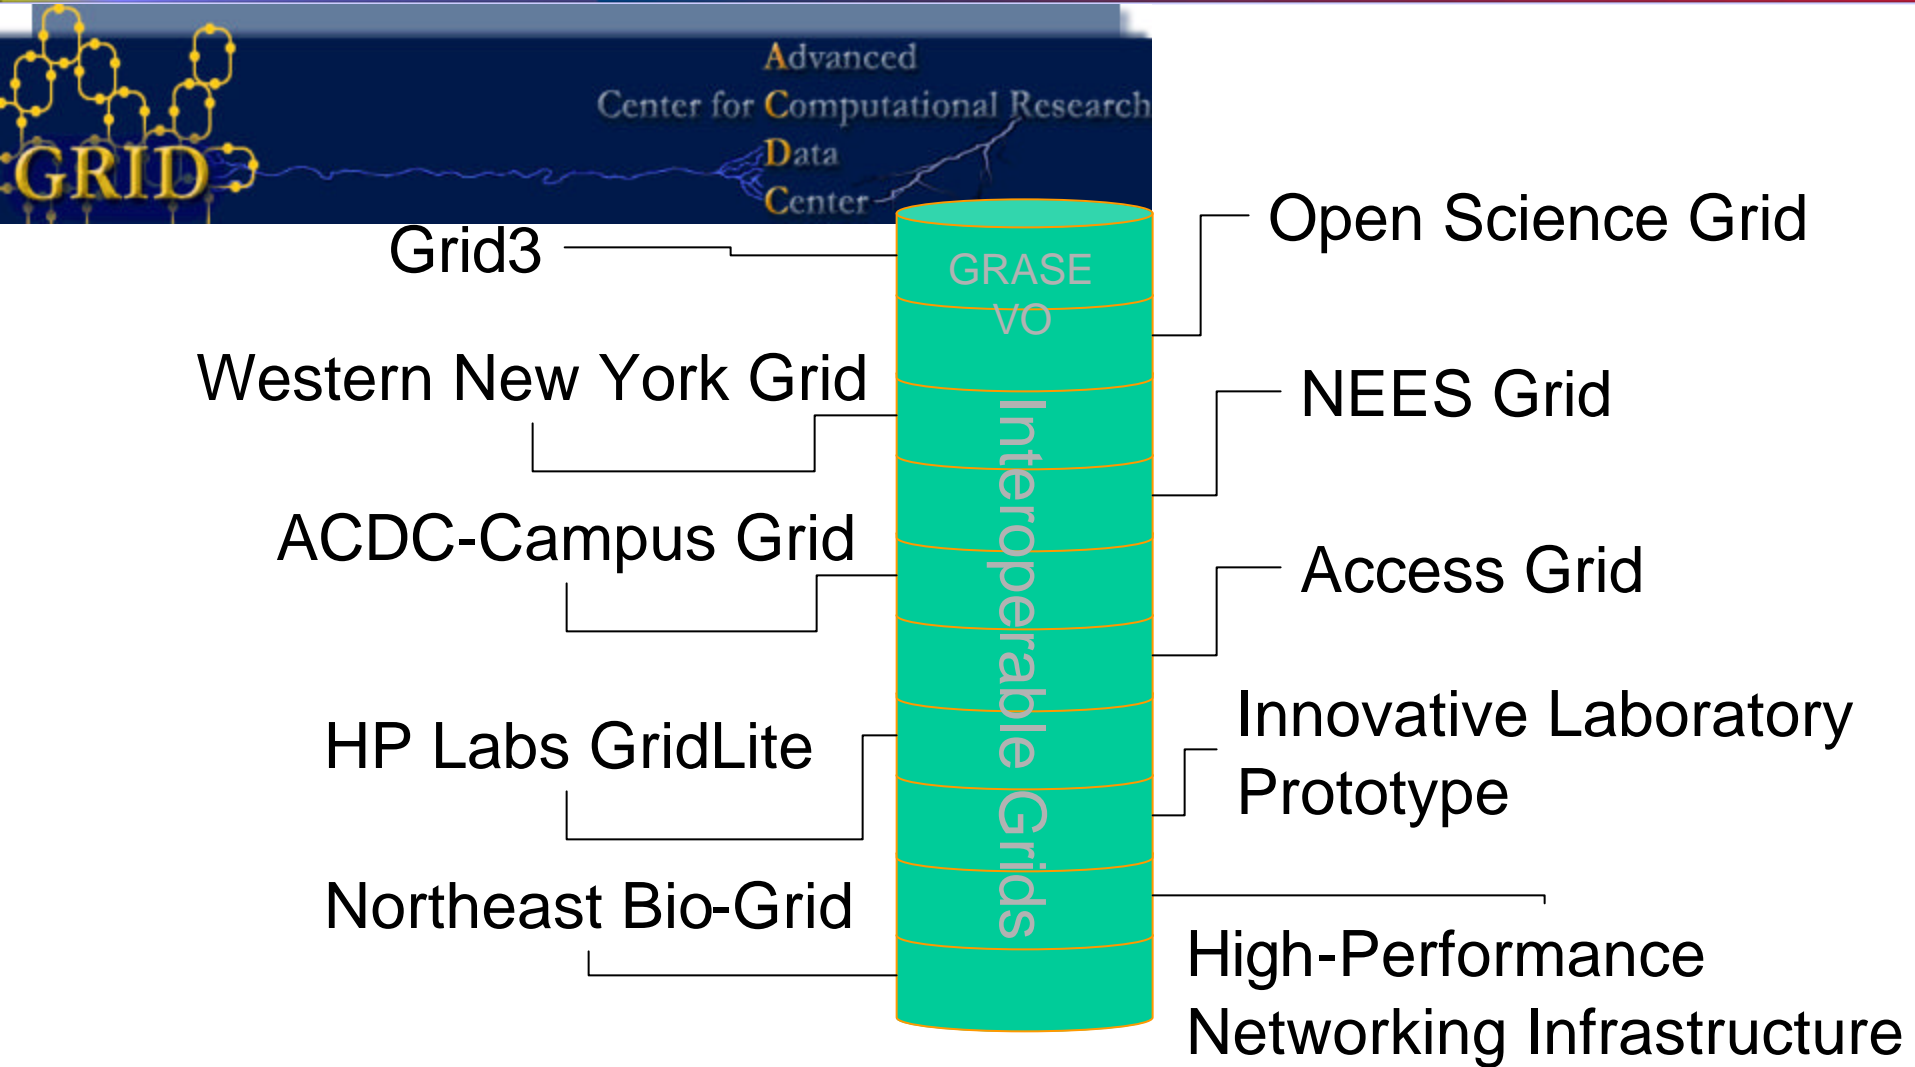 GRID
Advanced
Center for Computational Research
Data
Center
Grid3
Western New York Grid
ACDC-Campus Grid
HP Labs GridLite
Northeast Bio-Grid
GRASE
VO
Interoperable Grids
Open Science Grid
NEES Grid
Access Grid
Innovative Laboratory
Prototype
High-Performance
Networking Infrastructure